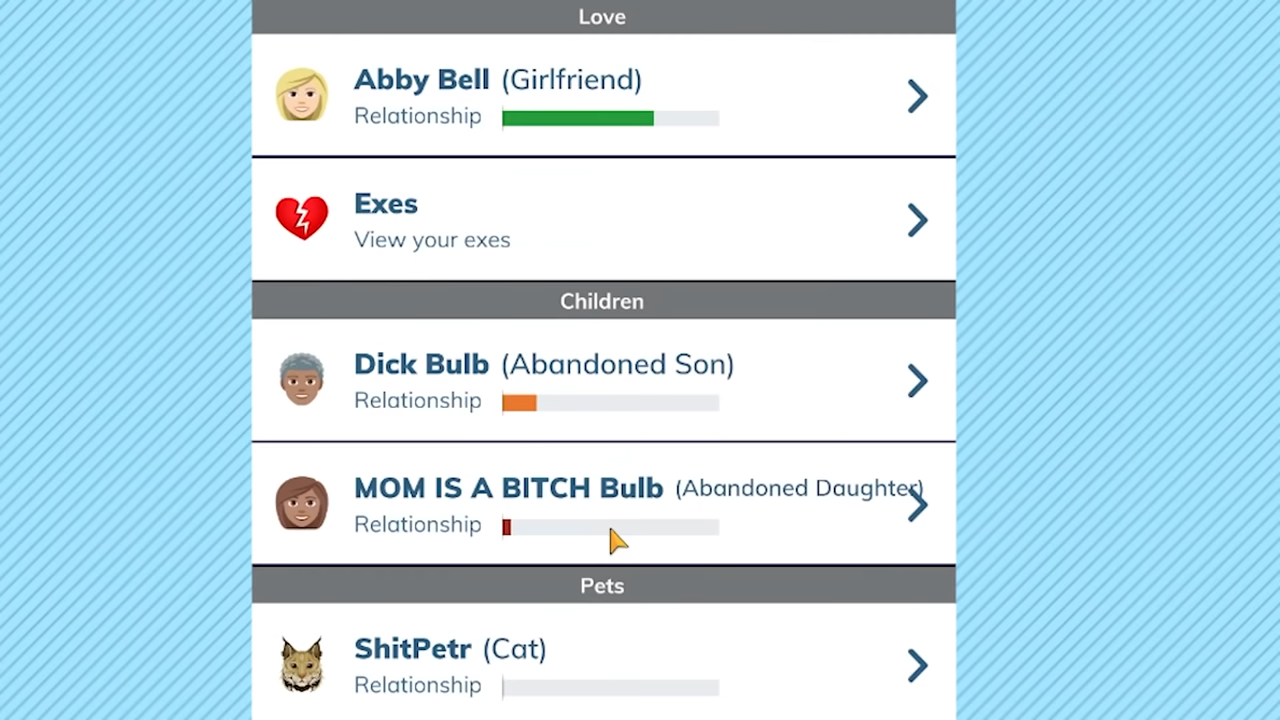 Love
Abby Bell (Girlfriend)
Relationship
Exes
View your exes
Children
Dick Bulb (Abandoned Son)
Relationship
MOM IS A BITCH Bulb (Abandoned Daughter)
Relationship
Pets
ShitPetr (Cat)
Relationship